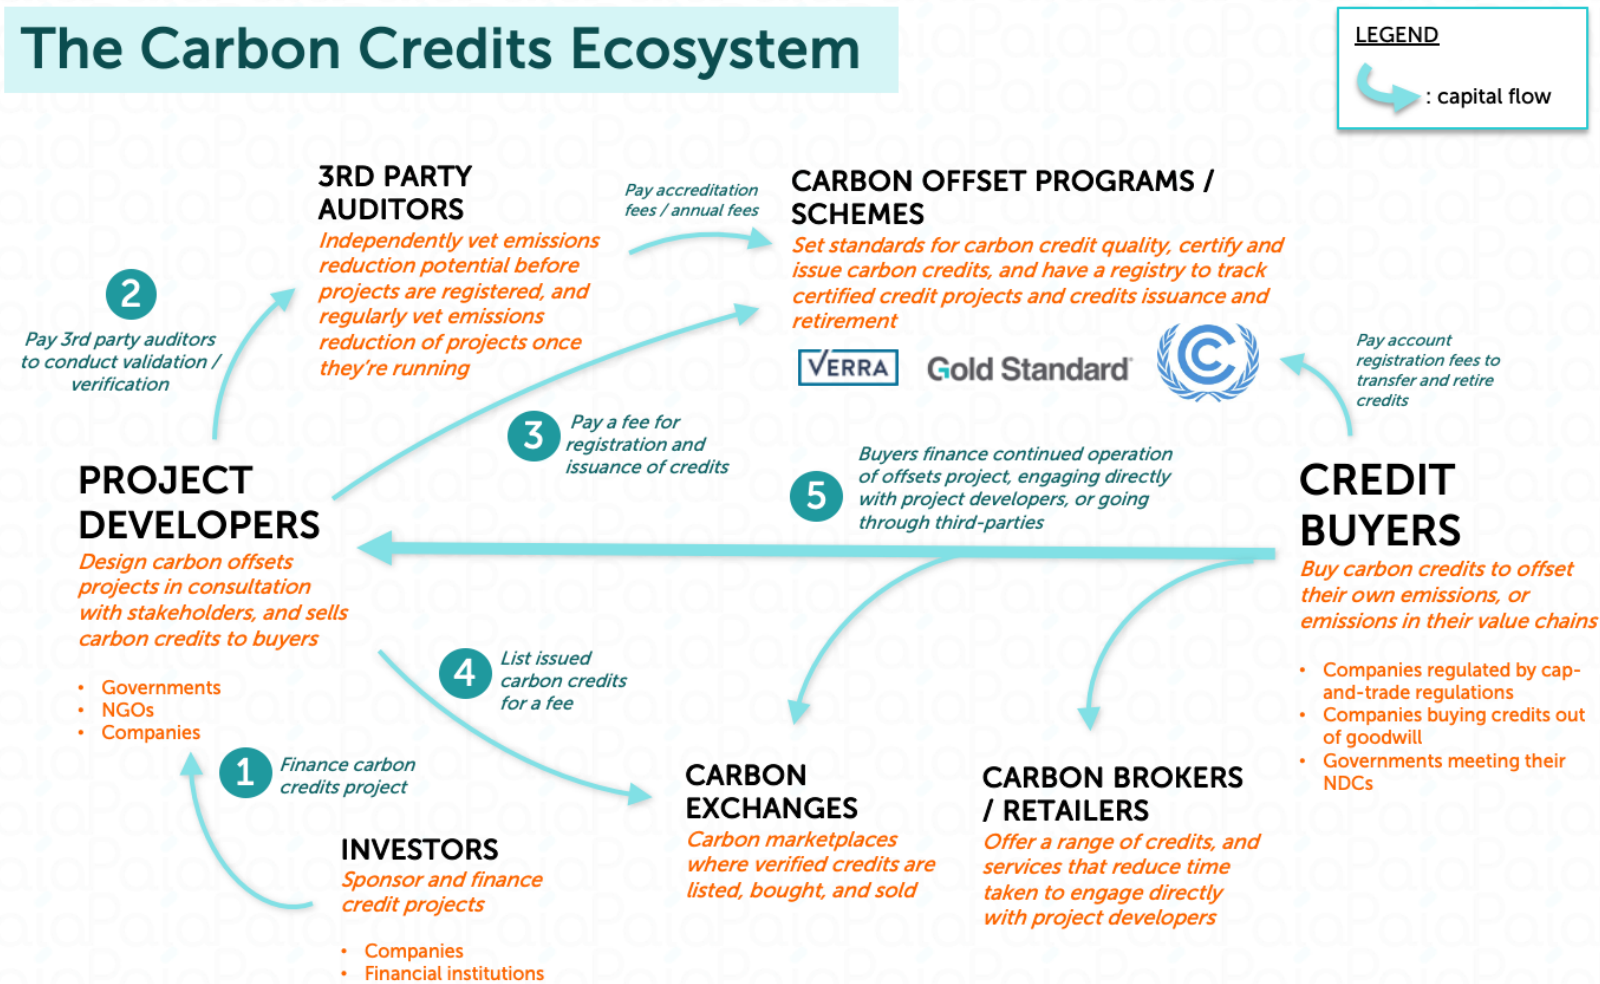 The Carbon Credits Ecosystem
LEGEND
: capital flow
3RD PARTY
AUDITORS
Independently vet emissions
reduction potential before
projects are registered, and
regularly vet emissions
reduction of projects once
they're running
Pay accreditation
fees / annual fees
CARBON OFFSET PROGRAMS /
SCHEMES
Set standards for carbon credit quality, certify and
issue carbon credits, and have a registry to track
certified credit projects and credits issuance and
retirement
VERRA
Gold Standard
2
Pay 3rd party auditors
to conduct validation /
verification
3
Pay a fee for
registration and
issuance of credits
Pay account
registration fees to
transfer and retire
credits
5
Buyers finance continued operation
of offsets project, engaging directly
with project developers, or going
through third-parties
PROJECT
DEVELOPERS
Design carbon offsets
projects in consultation
with stakeholders, and sells
carbon credits to buyers
• Governments
• NGOs
• Companies
CREDIT
BUYERS
Buy carbon credits to offset
their own emissions, or
emissions in their value chains
• Companies regulated by cap-
and-trade regulations
• Companies buying credits out
of goodwill
• Governments meeting their
NDCs
4
List issued
carbon credits
for a fee
1
Finance carbon
credits project
INVESTORS
Sponsor and finance
credit projects
• Companies
• Financial institutions
CARBON
EXCHANGES
Carbon marketplaces
where verified credits are
listed, bought, and sold
CARBON BROKERS
/ RETAILERS
Offer a range of credits, and
services that reduce time
taken to engage directly
with project developers